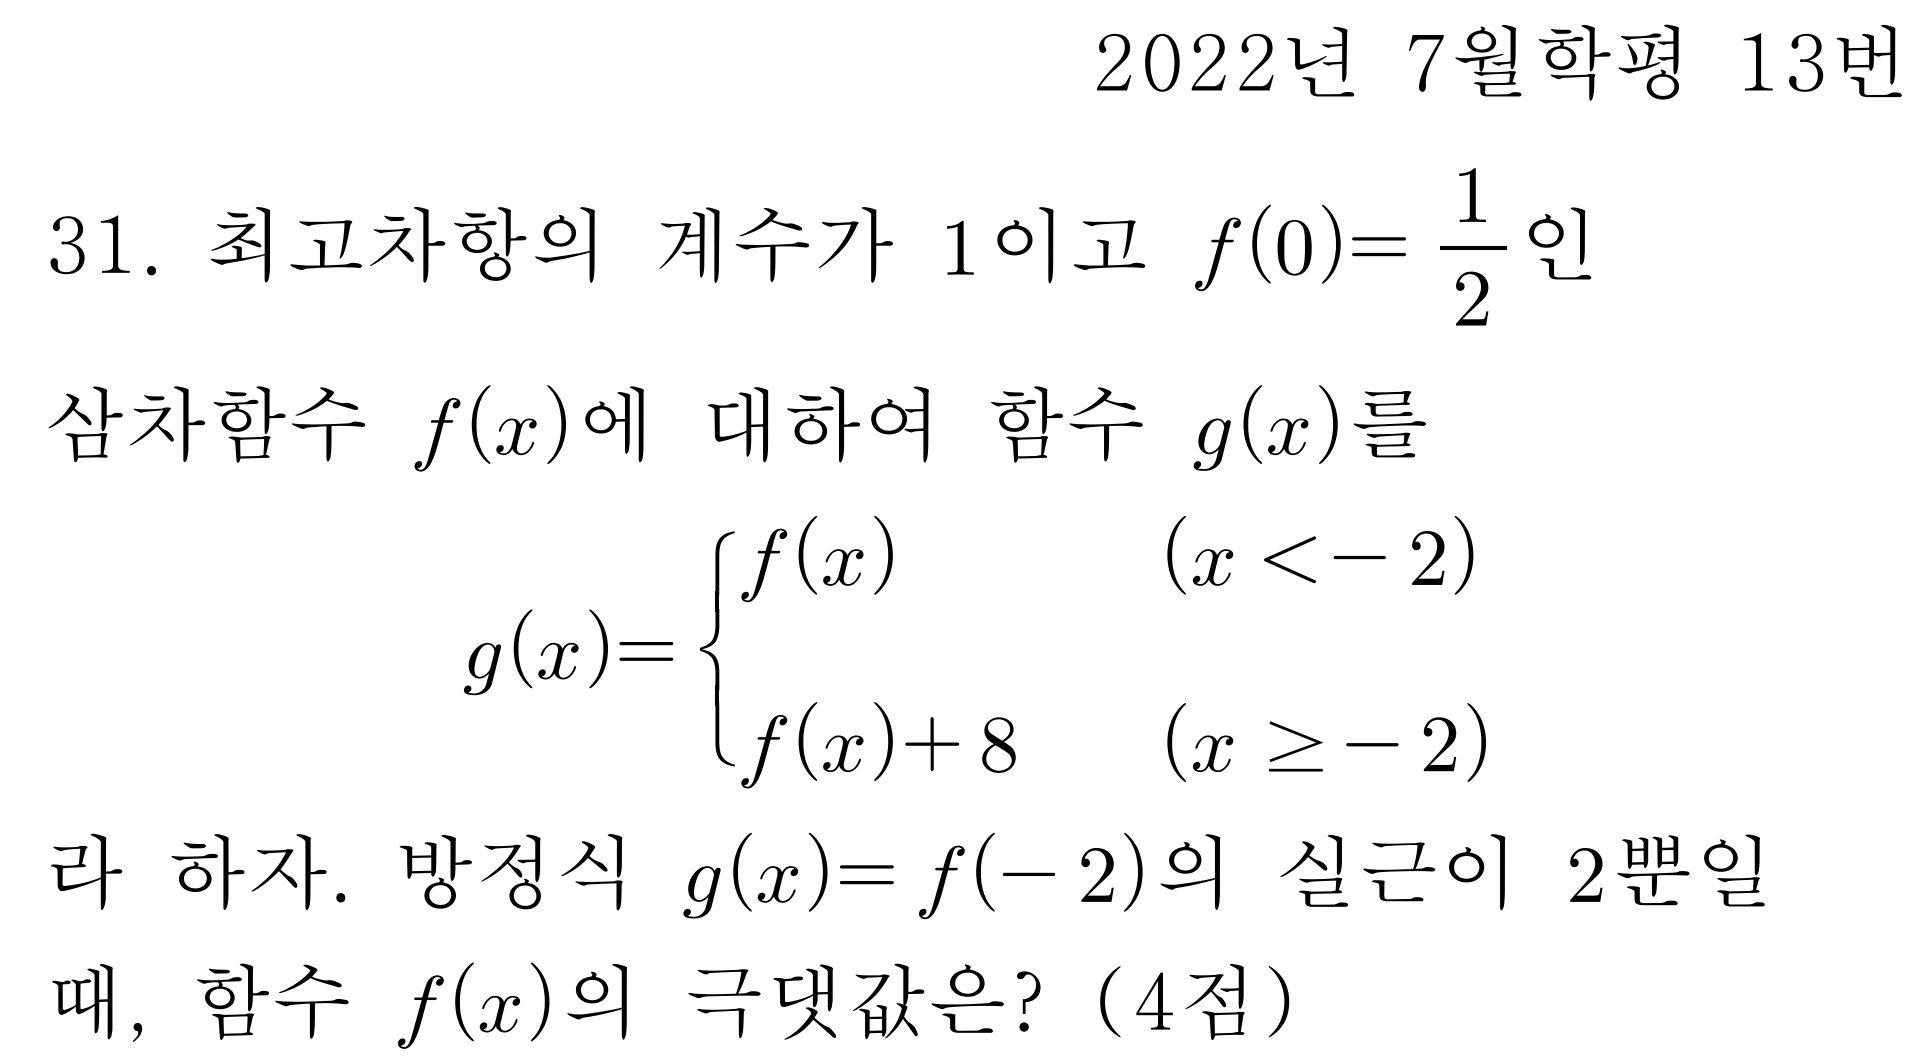 2022년 7월학평 13번
31. 최고차항의 계수가 1이고 f(0)= 1/2 인
삼차함수 f(x)에 대하여 함수 g(x)를
g(x)= { f(x) (x <- 2)
f(x)+ 8 (x ≥- 2)
라 하자. 방정식 g(x)= f(- 2)의 실근이 2뿐일
때, 함수 f(x)의 극댓값은? (4점)